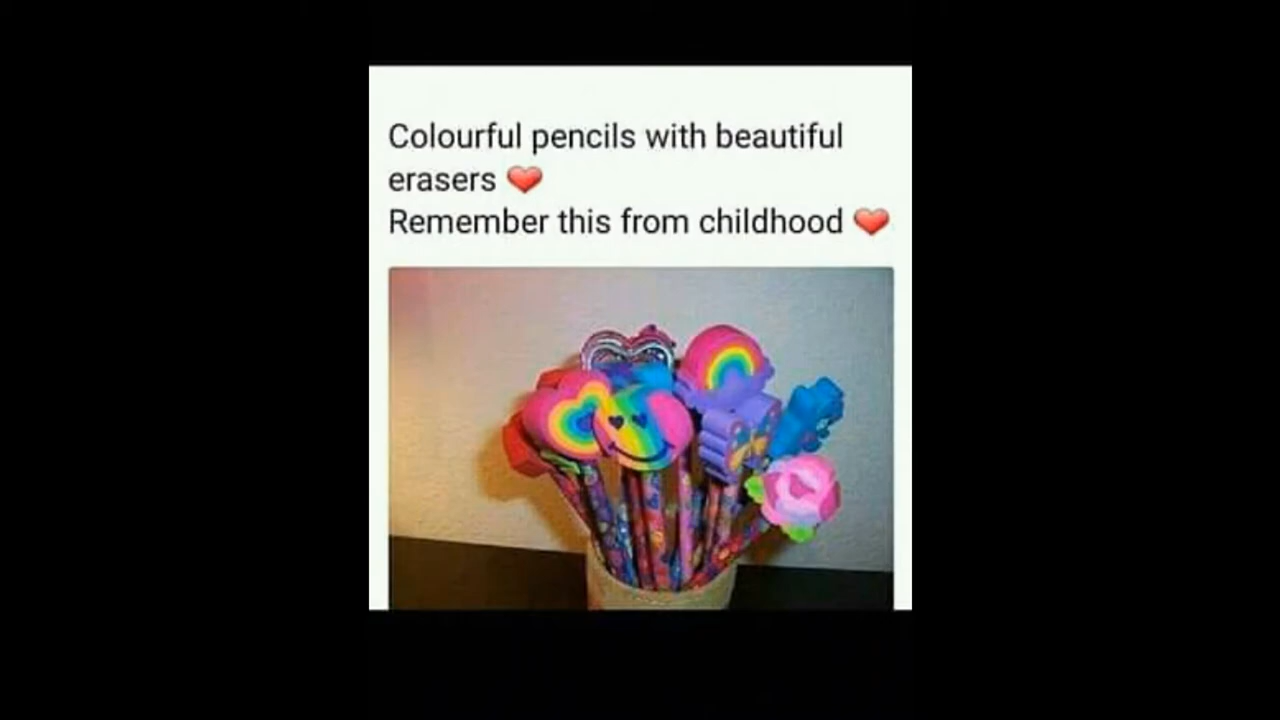 Colourful pencils with beautiful
erasers ❤
Remember this from childhood ❤